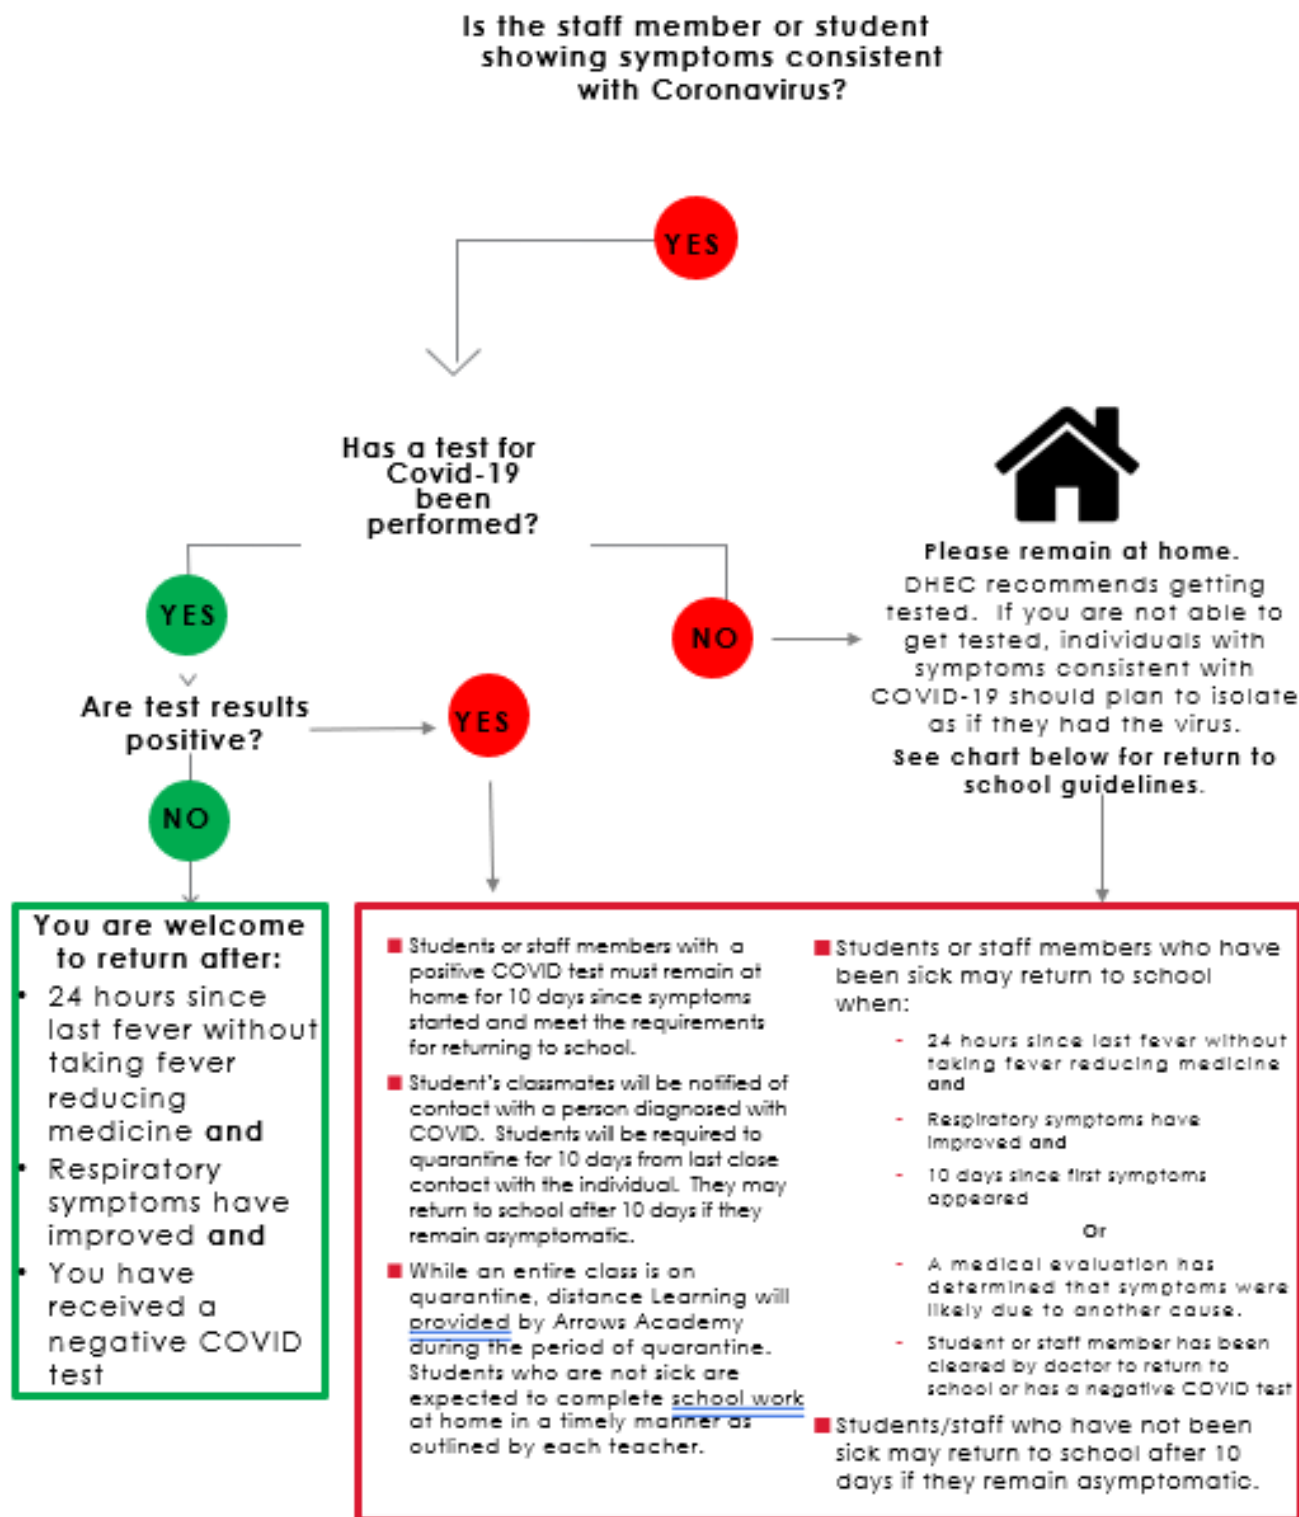 Is the staff member or student
showing symptoms consistent
with Coronavirus?
YES
Has a test for
Covid-19
been
performed?
YES
NO
Please remain at home.
DHEC recommends getting
tested. If you are not able to
get tested, individuals with
symptoms consistent with
COVID-19 should plan to isolate
as if they had the virus.
See chart below for return to
school guidelines.
Are test results
positive?
YES
NO
You are welcome
to return after:
• 24 hours since
last fever without
taking fever
reducing
medicine and
• Respiratory
symptoms have
improved and
• You have
received a
negative COVID
test
■ Students or staff members with a
positive COVID test must remain at
home for 10 days since symptoms
started and meet the requirements
for returning to school.
■ Student's classmates will be notified of
contact with a person diagnosed with
COVID. Students will be required to
quarantine for 10 days from last close
contact with the individual. They may
return to school after 10 days if they
remain asymptomatic.
■ While an entire class is on
quarantine, distance Learning will
provided by Arrows Academy
during the period of quarantine.
Students who are not sick are
expected to complete school work
at home in a timely manner as
outlined by each teacher.
■ Students or staff members who have
been sick may return to school
when:
- 24 hours since last fever without
taking fever reducing medicine
and
- Respiratory symptoms have
improved and
- 10 days since first symptoms
appeared
Or
- A medical evaluation has
determined that symptoms were
likely due to another cause.
- Student or staff member has been
cleared by doctor to return to
school or has a negative COVID test
■ Students/staff who have not been
sick may return to school after 10
days if they remain asymptomatic.